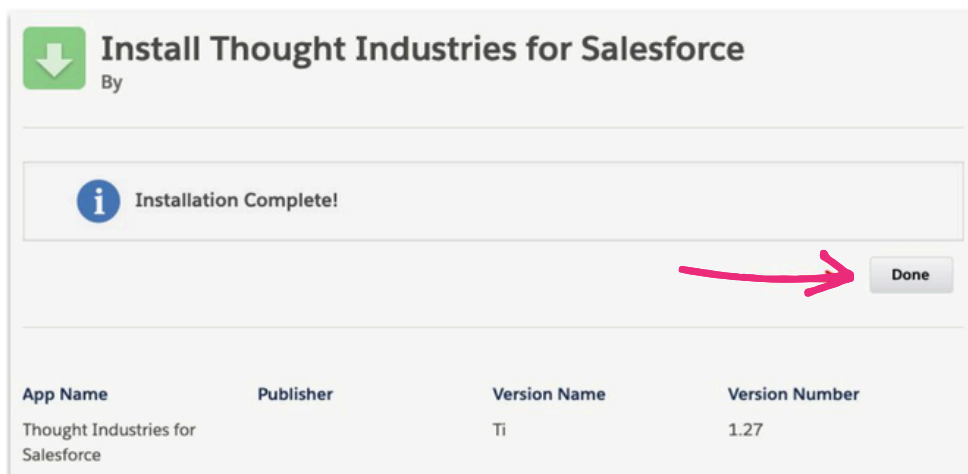 Install Thought Industries for Salesforce
By
Installation Complete!
Done
App Name Publisher Version Name Version Number
Thought Industries for Ti 1.27
Salesforce